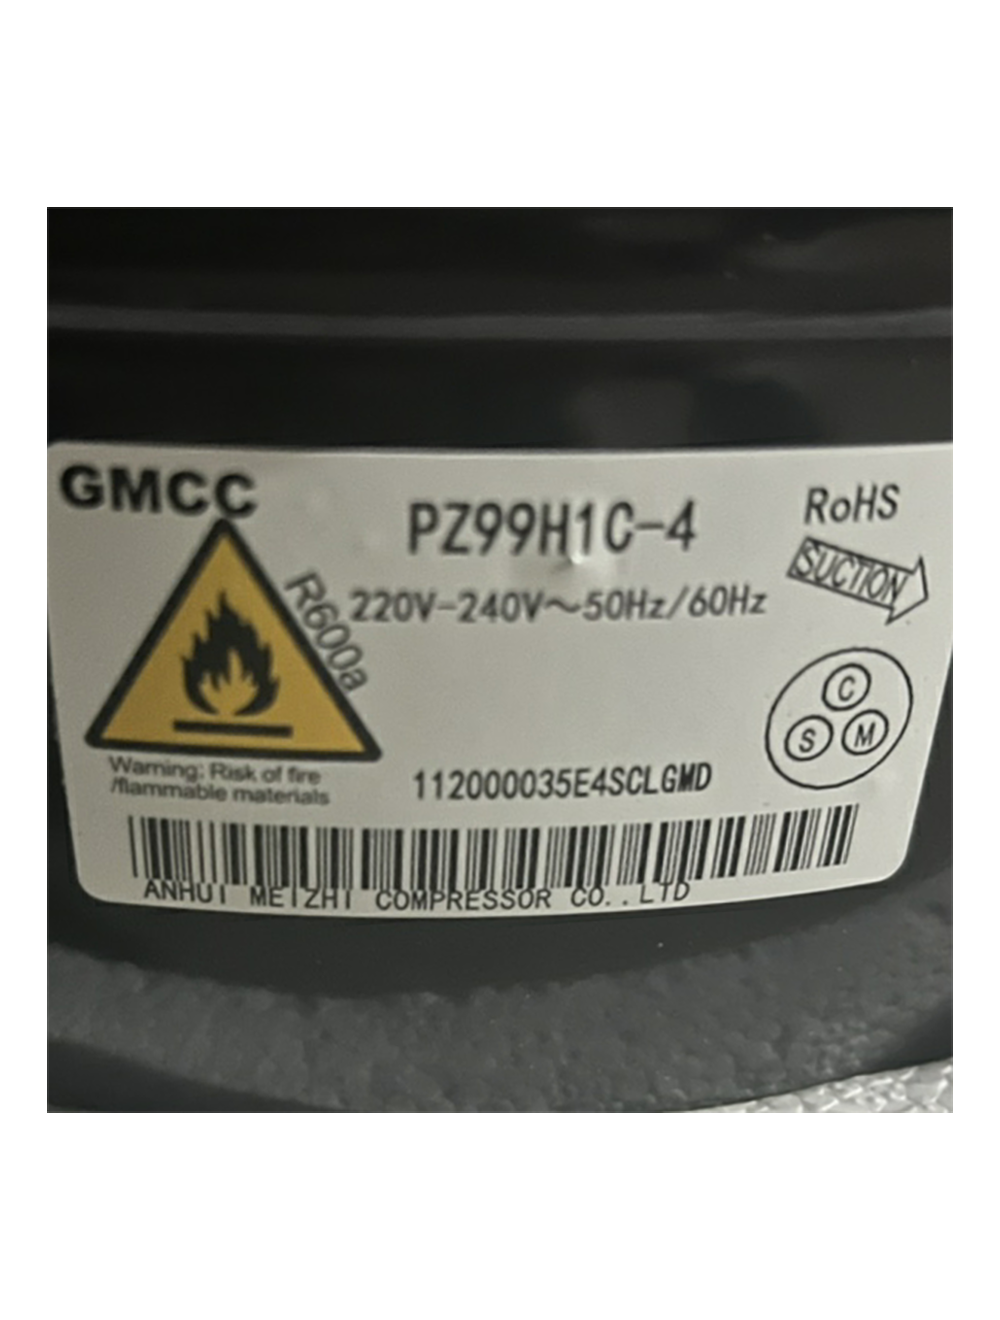 GMCC
PZ99H1C-4
RoHS
SUCTION
R600a
220V-240V～50Hz/60Hz
C
S M
Warning: Risk of fire
/flammable materials
112000035E4SCLGMD
ANHUI MEIZHI COMPRESSOR CO..LTD